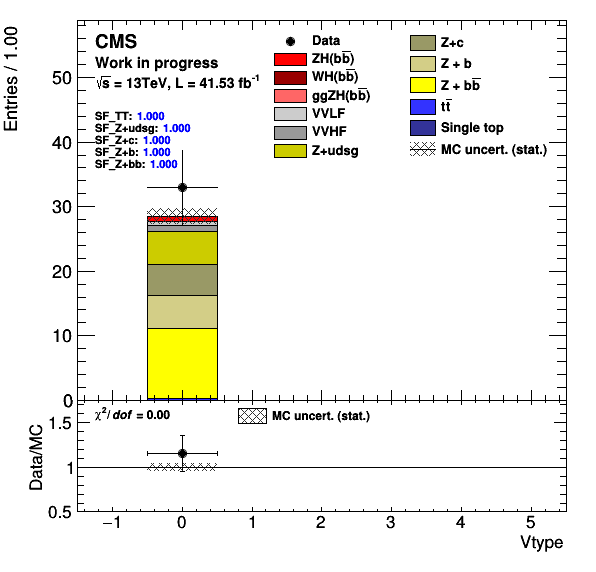 Entries / 1.00
CMS
Work in progress
√s = 13TeV, L = 41.53 fb⁻¹
SF_TT: 1.000
SF_Z+udsg: 1.000
SF_Z+c: 1.000
SF_Z+b: 1.000
SF_Z+bb: 1.000
Data
ZH(bb̅)
WH(bb̅)
ggZH(bb̅)
VVLF
VVHF
Z+udsg
Z+c
Z + b
Z + bb̅
tt̅
Single top
MC uncert. (stat.)
50
40
30
20
10
0
χ²/dof = 0.00
MC uncert. (stat.)
Data/MC
1.5
1
0.5
−1 0 1 2 3 4 5
Vtype